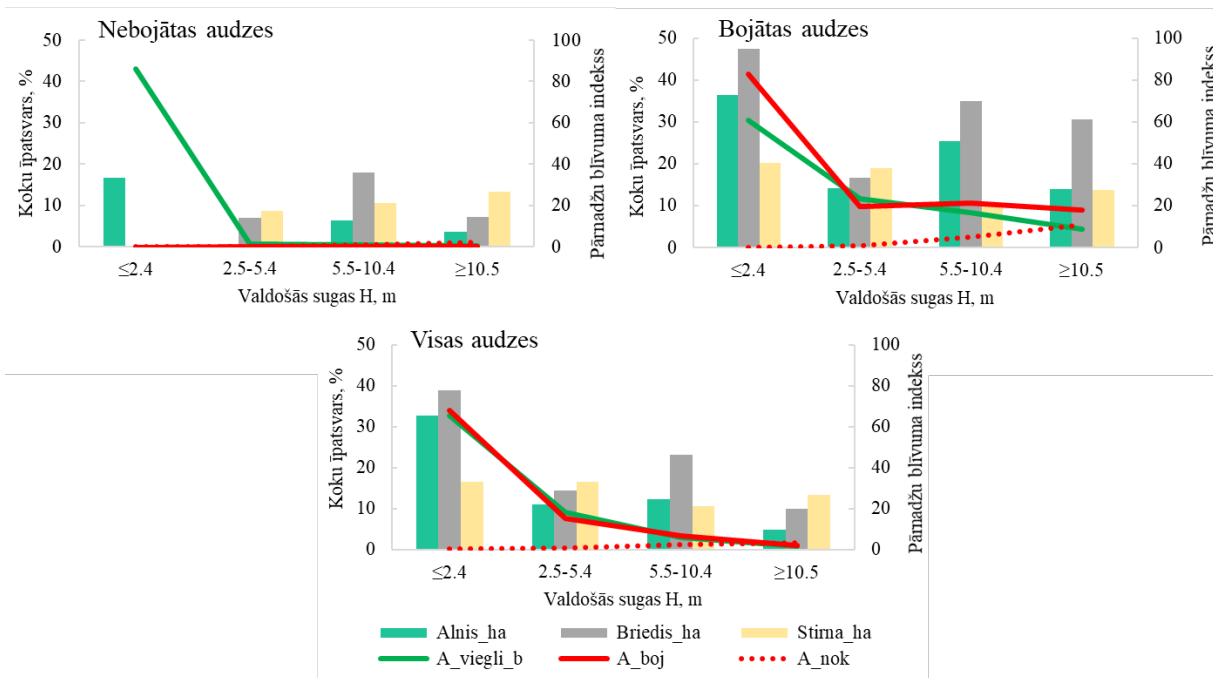 Nebojātas audzes
Koku īpatsvars, %
50
40
30
20
10
0
100
80
60
40
20
0
Pārnadžu blīvuma indekss
≤2.4 2.5-5.4 5.5-10.4 ≥10.5
Valdošās sugas H, m
Bojātas audzes
Koku īpatsvars, %
50
40
30
20
10
0
100
80
60
40
20
0
Pārnadžu blīvuma indekss
≤2.4 2.5-5.4 5.5-10.4 ≥10.5
Valdošās sugas H, m
Visas audzes
Koku īpatsvars, %
50
40
30
20
10
0
100
80
60
40
20
0
Pārnadžu blīvuma indekss
≤2.4 2.5-5.4 5.5-10.4 ≥10.5
Valdošās sugas H, m
Alnis_ha Briedis_ha Stirna_ha
A_viegli_b A_boj A_nok